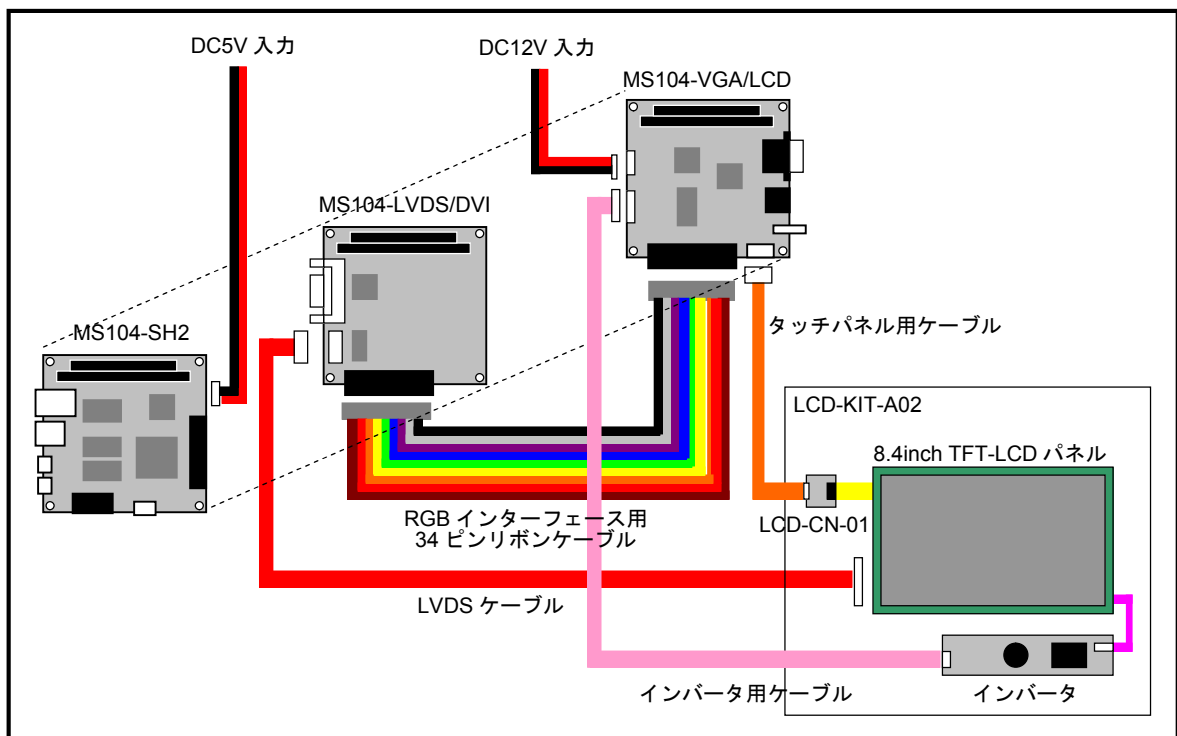 DC5V 入力
DC12V 入力
MS104-VGA/LCD
MS104-LVDS/DVI
MS104-SH2
タッチパネル用ケーブル
LCD-KIT-A02
8.4inch TFT-LCD パネル
LCD-CN-01
RGB インターフェース用
34 ピンリボンケーブル
LVDS ケーブル
インバータ用ケーブル
インバータ